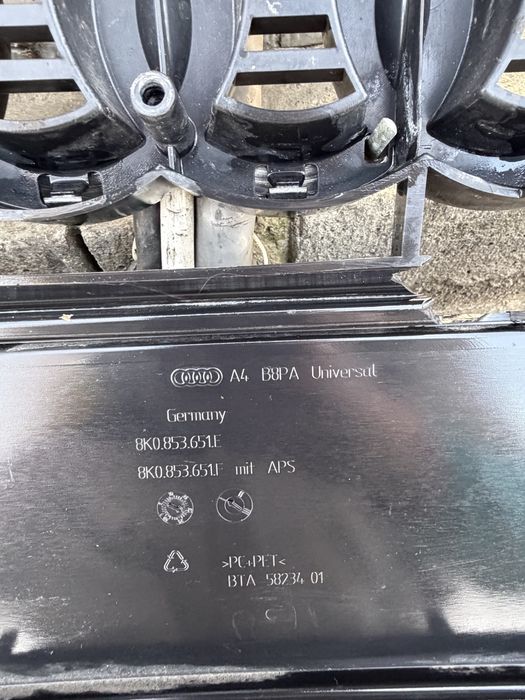 A4 B8PA Universal
Germany
8K0.853.651.E
8K0.853.651.F mit APS
>PC+PET<
BTA 58234 01